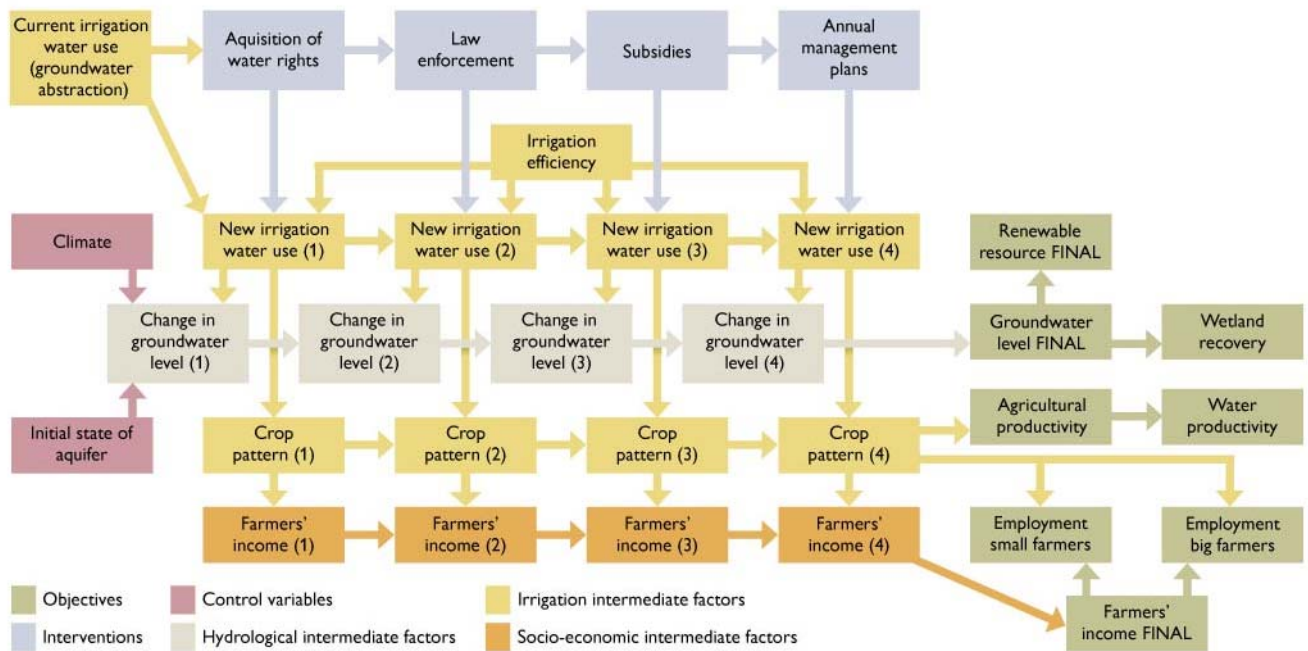 Current irrigation
water use
(groundwater
abstraction)
Aquisition of
water rights
Law
enforcement
Subsidies
Annual
management
plans
Irrigation
efficiency
Climate
New irrigation
water use (1)
New irrigation
water use (2)
New irrigation
water use (3)
New irrigation
water use (4)
Renewable
resource FINAL
Change in
groundwater
level (1)
Change in
groundwater
level (2)
Change in
groundwater
level (3)
Change in
groundwater
level (4)
Groundwater
level FINAL
Wetland
recovery
Initial state of
aquifer
Crop
pattern (1)
Crop
pattern (2)
Crop
pattern (3)
Crop
pattern (4)
Agricultural
productivity
Water
productivity
Farmers'
income (1)
Farmers'
income (2)
Farmers'
income (3)
Farmers'
income (4)
Employment
small farmers
Employment
big farmers
Farmers'
income FINAL
Objectives
Control variables
Irrigation intermediate factors
Interventions
Hydrological intermediate factors
Socio-economic intermediate factors